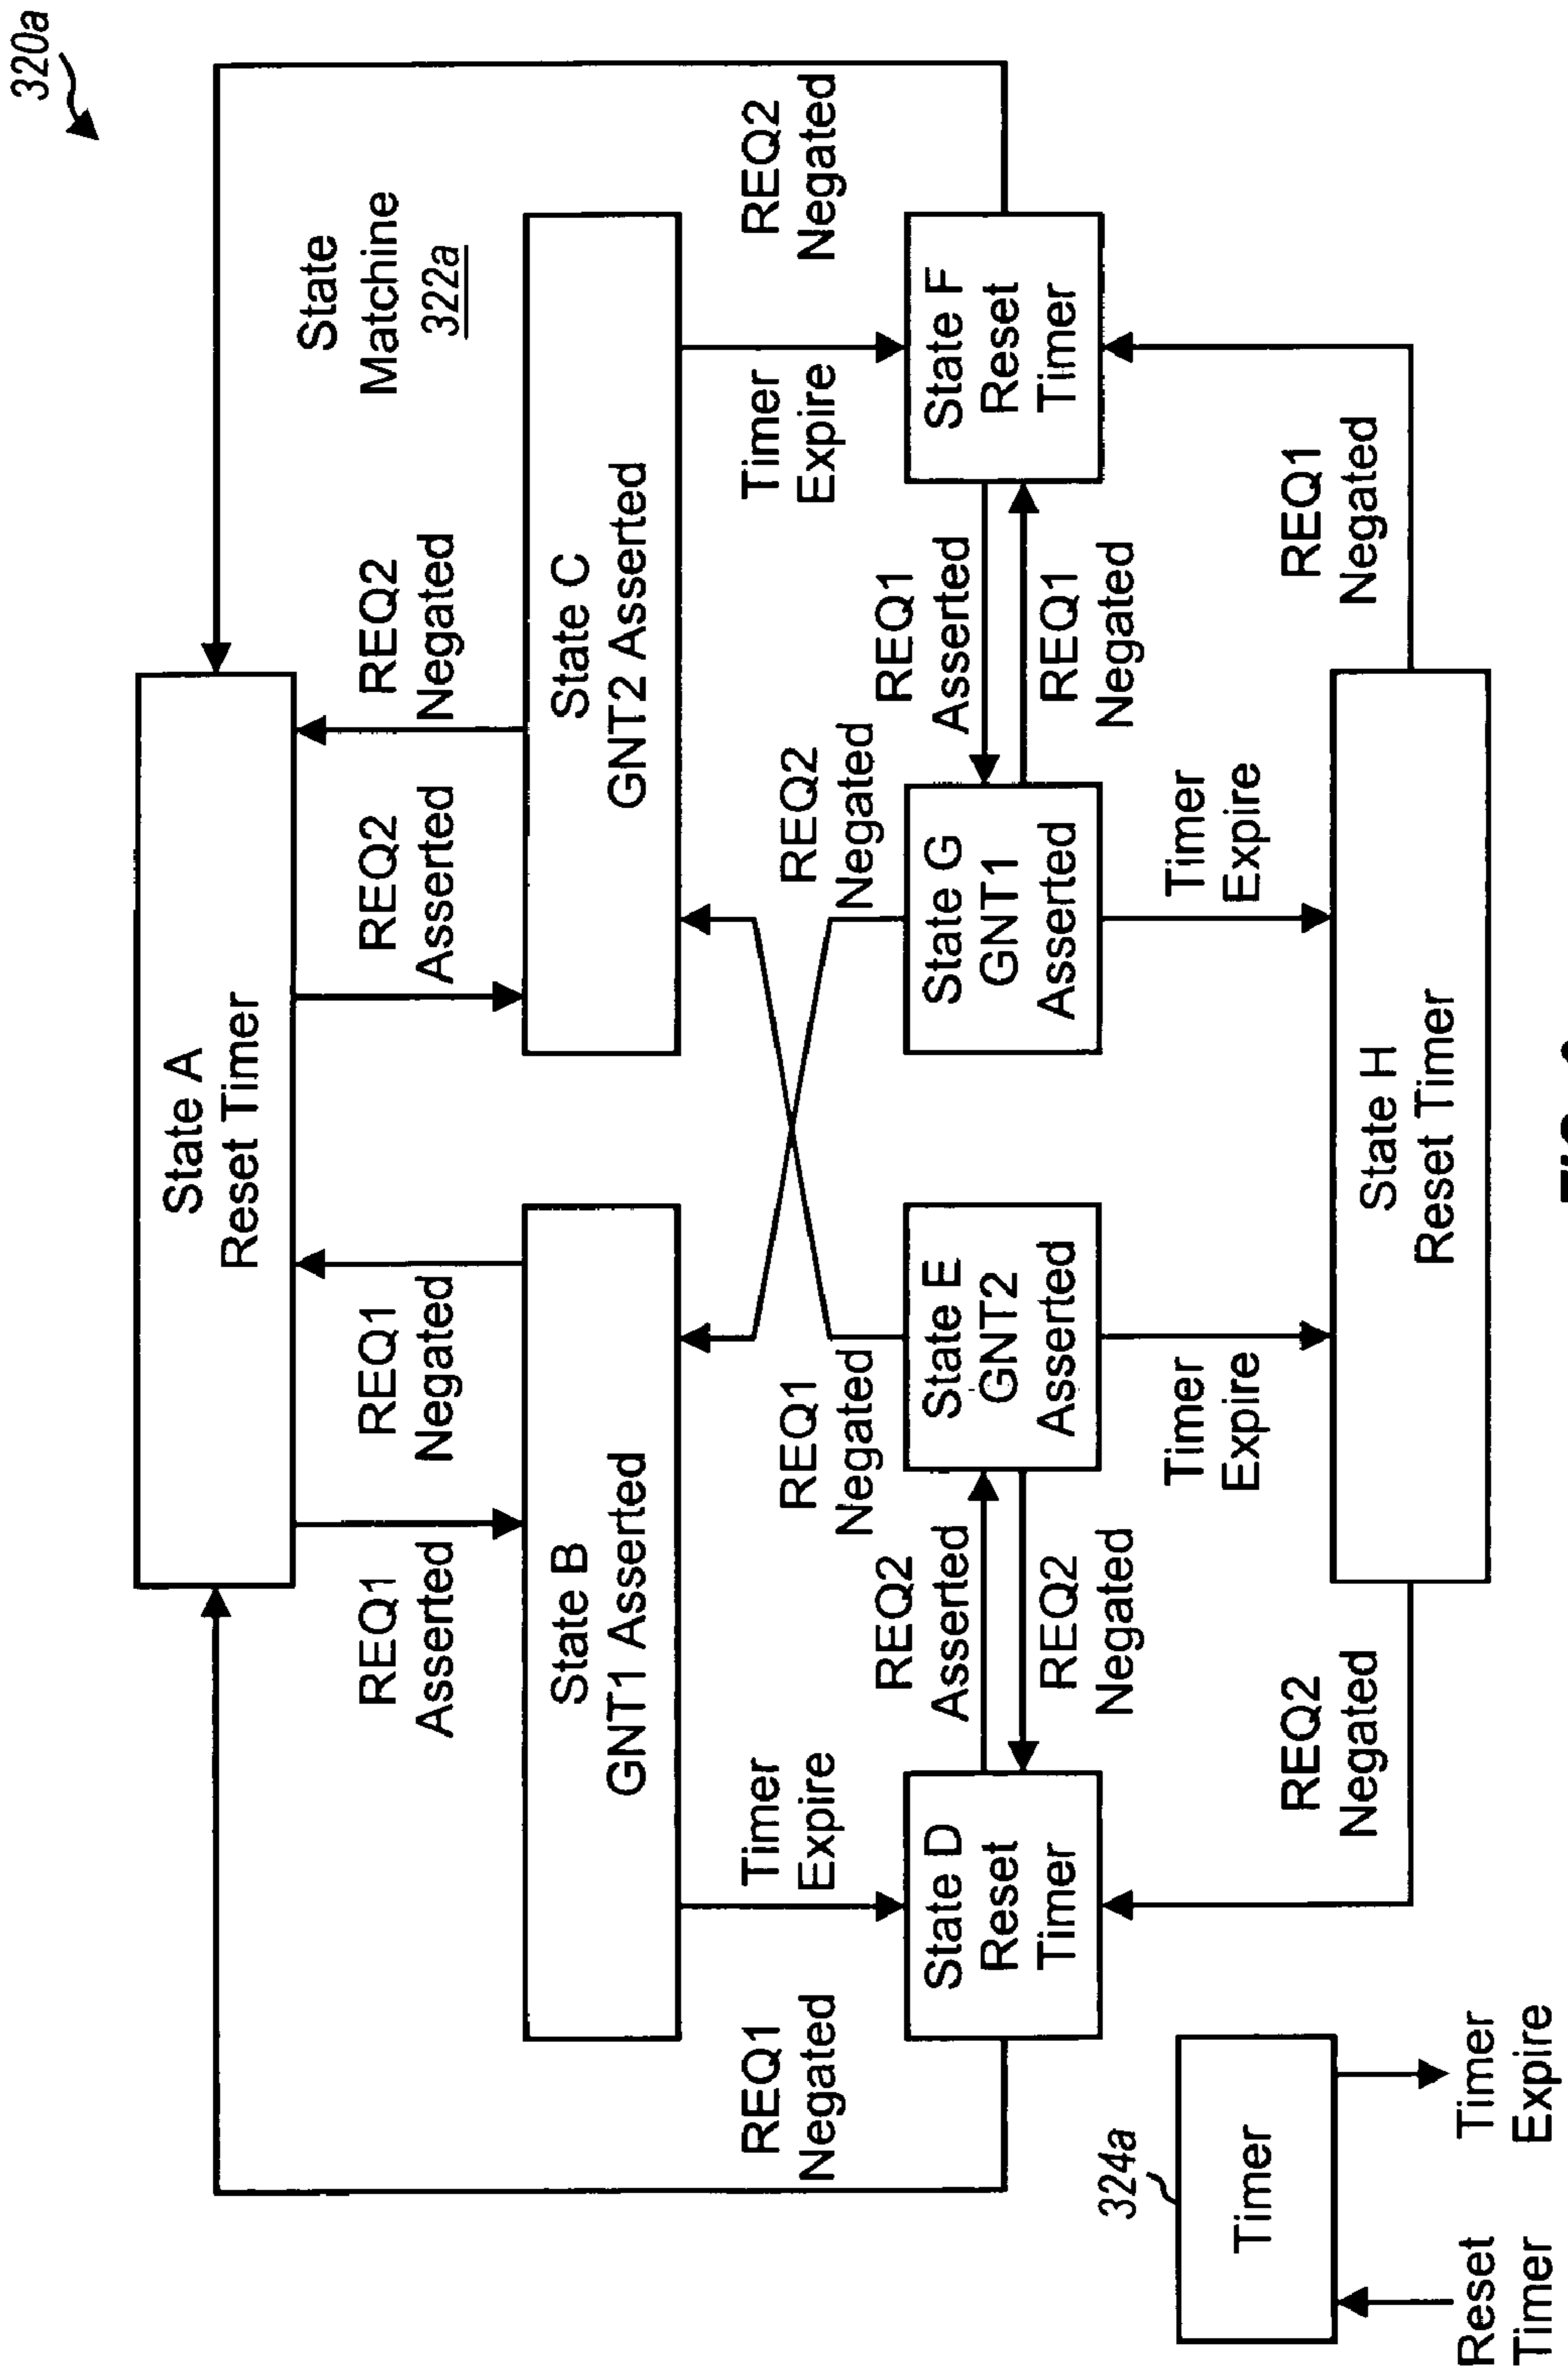 320a
State A
Reset Timer
State
Matchine
322a
REQ1
Asserted
REQ1
Negated
REQ2
Asserted
REQ2
Negated
State B
GNT1 Asserted
State C
GNT2 Asserted
REQ1
Negated
Timer
Expire
REQ1
Negated
REQ2
Negated
Timer
Expire
REQ2
Negated
State D
Reset
Timer
REQ2
Asserted
REQ2
Negated
State E
GNT2
Asserted
State G
GNT1
Asserted
REQ1
Asserted
REQ1
Negated
State F
Reset
Timer
324a
Timer
Reset
Timer
Timer
Expire
REQ2
Negated
Timer
Expire
Timer
Expire
REQ1
Negated
State H
Reset Timer